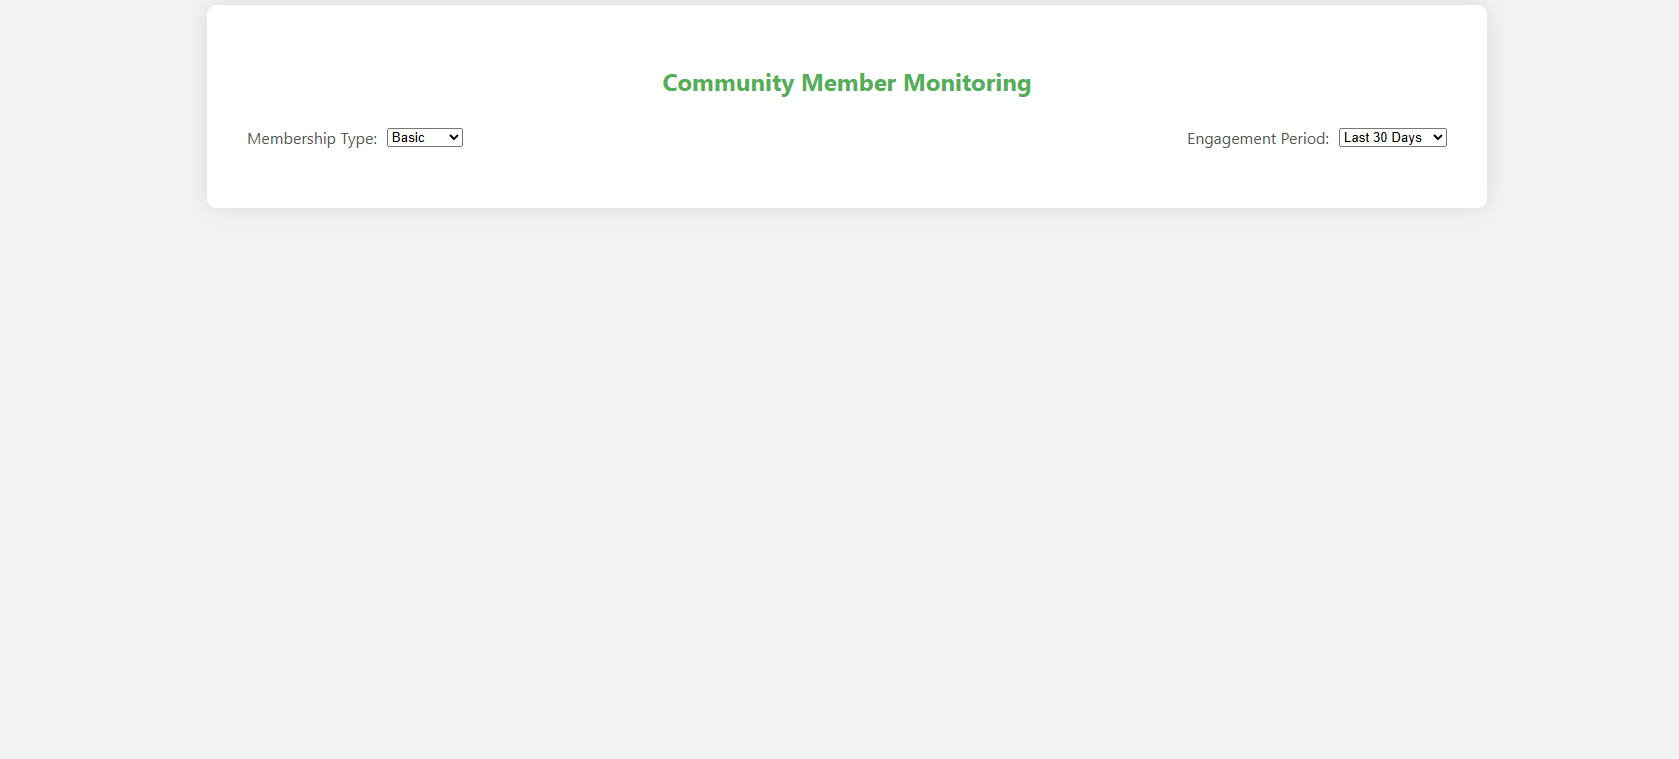 Community Member Monitoring
Membership Type: Basic Engagement Period: Last 30 Days